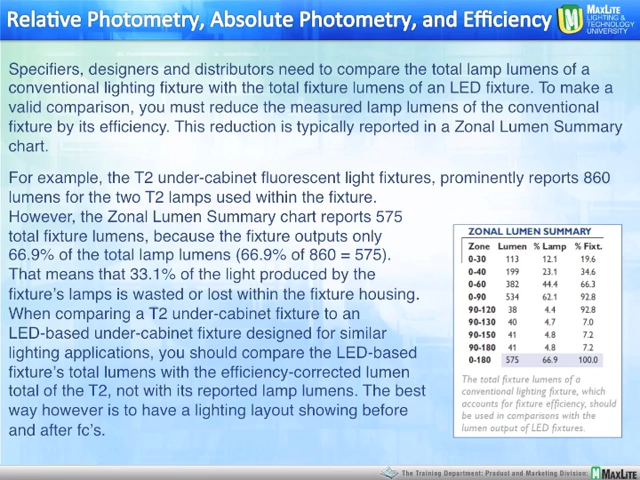 Relative Photometry, Absolute Photometry, and Efficiency
MAXLITE
LIGHTING &
TECHNOLOGY
UNIVERSITY
Specifiers, designers and distributors need to compare the total lamp lumens of a
conventional lighting fixture with the total fixture lumens of an LED fixture. To make a
valid comparison, you must reduce the measured lamp lumens of the conventional
fixture by its efficiency. This reduction is typically reported in a Zonal Lumen Summary
chart.
For example, the T2 under-cabinet fluorescent light fixtures, prominently reports 860
lumens for the two T2 lamps used within the fixture.
However, the Zonal Lumen Summary chart reports 575
total fixture lumens, because the fixture outputs only
66.9% of the total lamp lumens (66.9% of 860 = 575).
That means that 33.1% of the light produced by the
fixture's lamps is wasted or lost within the fixture housing.
When comparing a T2 under-cabinet fixture to an
LED-based under-cabinet fixture designed for similar
lighting applications, you should compare the LED-based
fixture's total lumens with the efficiency-corrected lumen
total of the T2, not with its reported lamp lumens. The best
way however is to have a lighting layout showing before
and after fc's.
ZONAL LUMEN SUMMARY
Zone Lumen % Lamp % Fixt.
0-30 113 12.1 19.6
0-40 199 23.1 34.6
0-60 382 44.4 66.3
0-90 534 62.1 92.8
90-120 38 4.4 92.8
90-130 40 4.7 7.0
90-150 41 4.8 7.2
90-180 41 4.8 7.2
0-180 575 66.9 100.0
The total fixture lumens of a
conventional lighting fixture, which
accounts for fixture efficiency, should
be used in comparisons with the
lumen output of LED fixtures.
The Training Department: Product and Marketing Division: MAXLITE